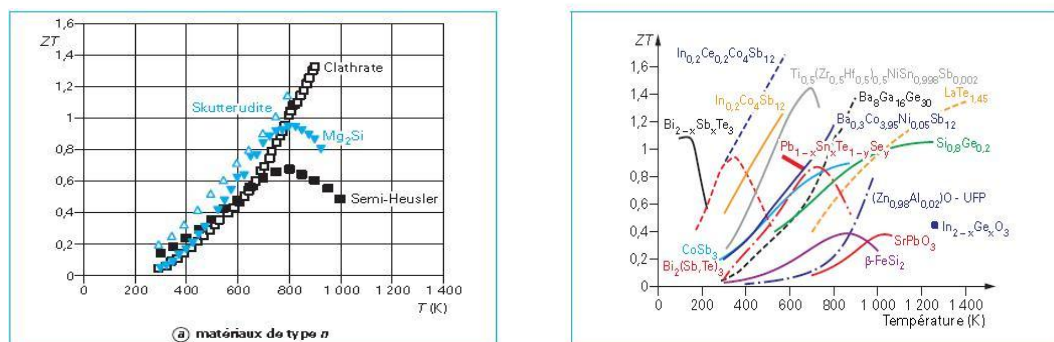 ZT
1,6
1,4
1,2
1
0,8
0,6
0,4
0,2
0
Clathrate
Skutterudite
Mg2Si
Semi-Heusler
0 200 400 600 800 1 000
T (K)
a matériaux de type n
ZT
1,8
1,6
1,4
1,2
1,0
0,8
0,6
0,4
0,2
0
In0,2Ce0,2Co4Sb12
Ti0,5(Zr0,5Hf0,5)0,5NiSn0,998Sb0,002
In0,2Co4Sb12
Ba8Ga16Ge30
LaTe1,45
Bi2–xSbxTe3
Ba0,3Co3,95Ni0,05Sb12
Pb1–xSnxTe1–ySey
Si0,8Ge0,2
(Zn0,98Al0,02)O - UFP
In2–xGexO3
CoSb3
SrPbO3
Bi2(Sb,Te)3
β-FeSi2
0 200 400 600 800 1 000 1 200 1400
Température (K)